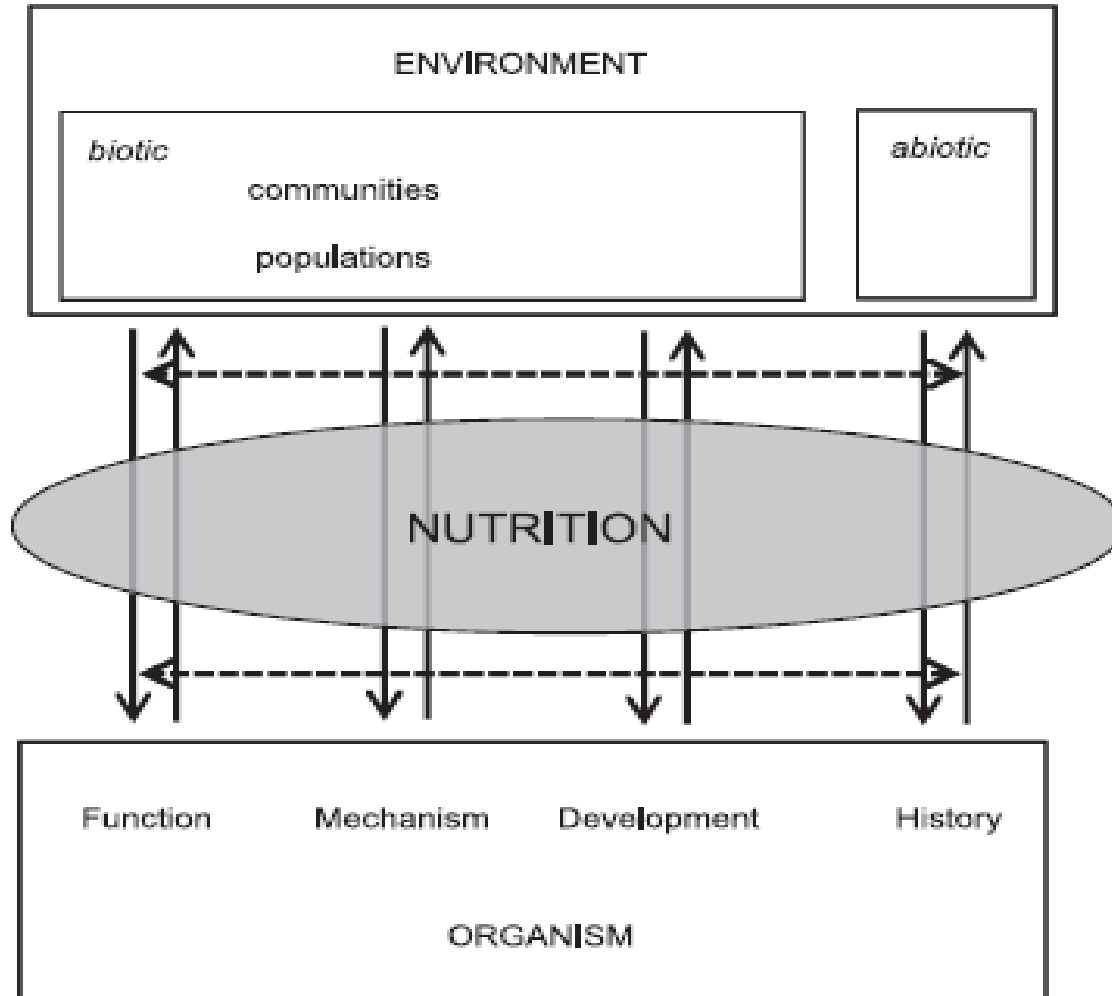 ENVIRONMENT
biotic
abiotic
communities
populations
NUTRITION
Function Mechanism Development History
ORGANISM